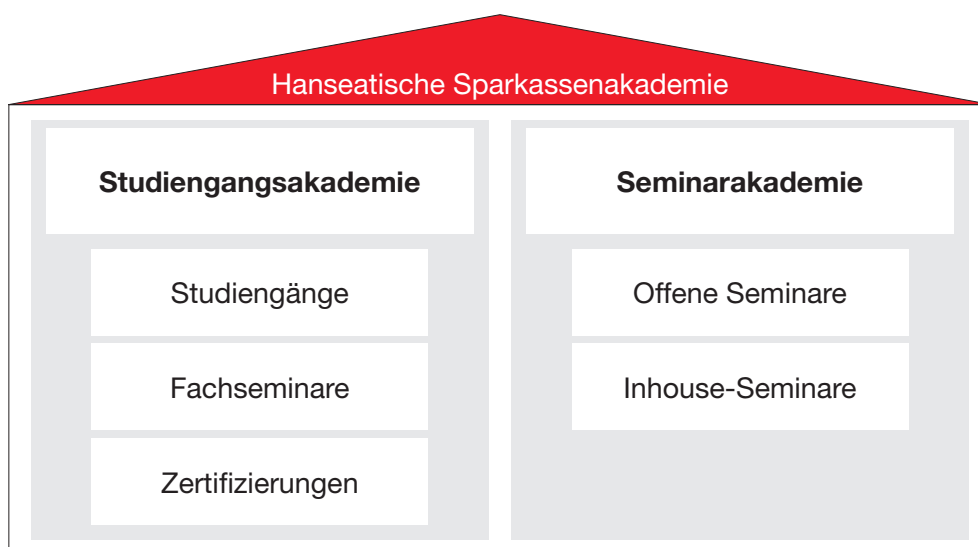 Hanseatische Sparkassenakademie
Studiengangsakademie
Studiengänge
Fachseminare
Zertifizierungen
Seminarakademie
Offene Seminare
Inhouse-Seminare